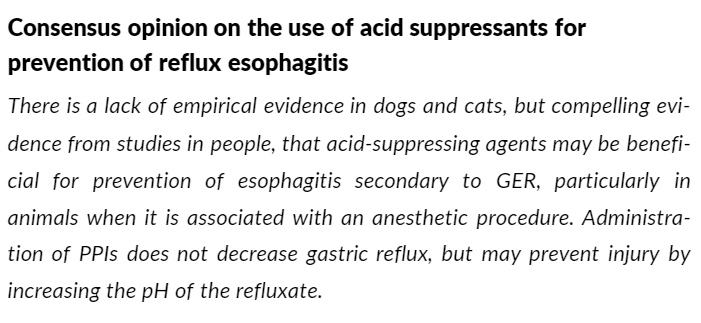 Consensus opinion on the use of acid suppressants for
prevention of reflux esophagitis
There is a lack of empirical evidence in dogs and cats, but compelling evi-
dence from studies in people, that acid-suppressing agents may be benefi-
cial for prevention of esophagitis secondary to GER, particularly in
animals when it is associated with an anesthetic procedure. Administra-
tion of PPIs does not decrease gastric reflux, but may prevent injury by
increasing the pH of the refluxate.